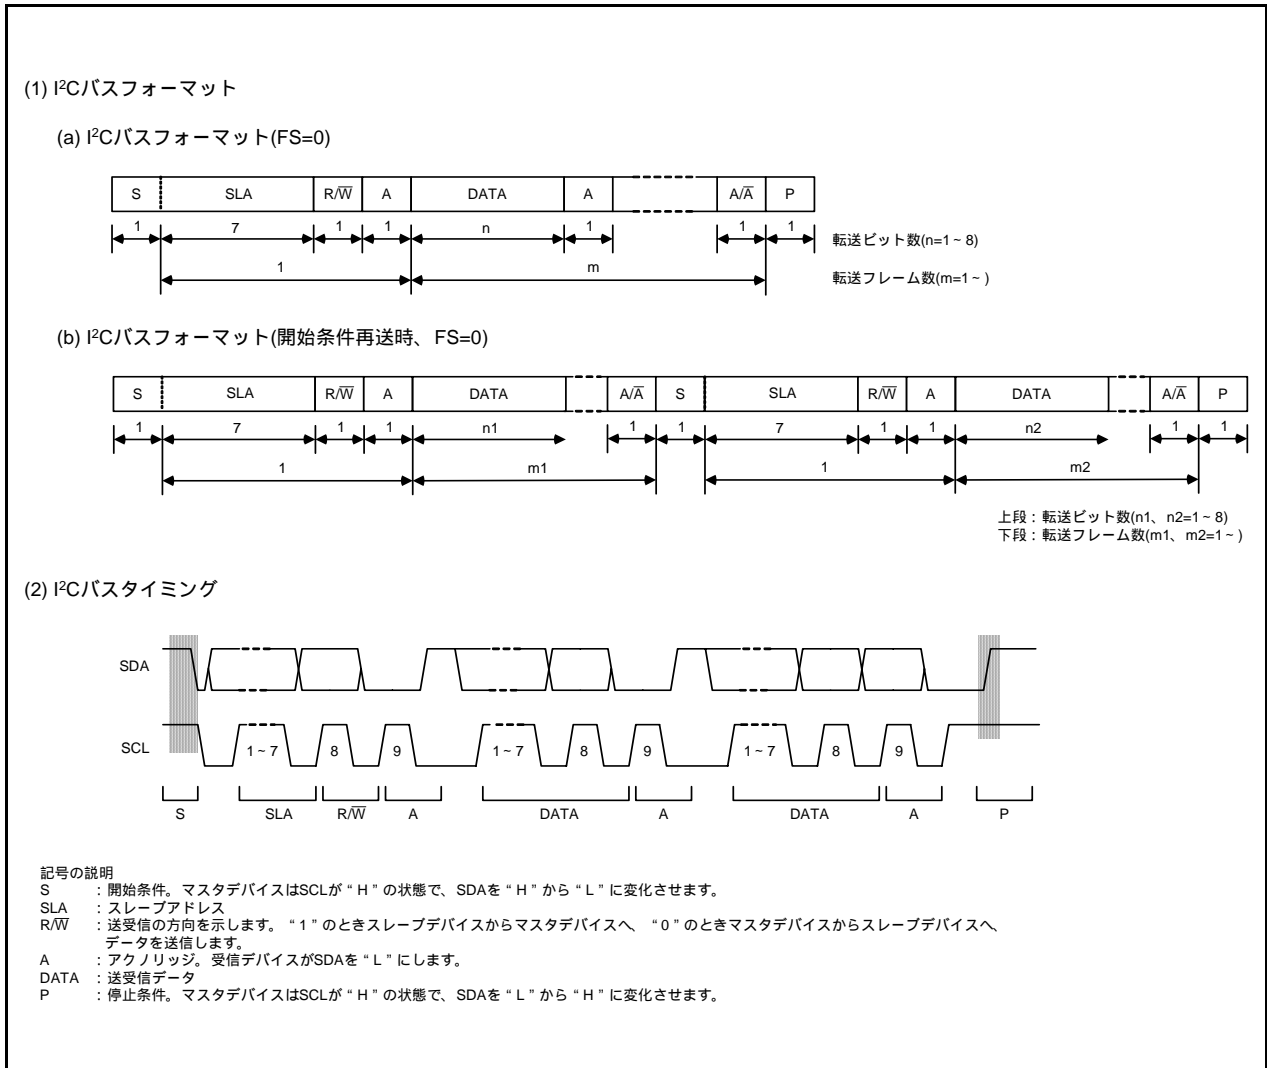 (1) I²Cバスフォーマット
(a) I²Cバスフォーマット(FS=0)
S SLA R/W̅ A DATA A A/A̅ P
1 7 1 1 n 1 1 1
転送ビット数(n=1~8)
1 m
転送フレーム数(m=1~)
(b) I²Cバスフォーマット(開始条件再送時、FS=0)
S SLA R/W̅ A DATA A/A̅ S SLA R/W̅ A DATA A/A̅ P
1 7 1 1 n1 1 1 7 1 1 n2 1 1
1 m1 1 m2
上段:転送ビット数(n1、n2=1~8)
下段:転送フレーム数(m1、m2=1~)
(2) I²Cバスタイミング
SDA
SCL 1~7 8 9 1~7 8 9 1~7 8 9
S SLA R/W̅ A DATA A DATA A P
記号の説明
S :開始条件。マスタデバイスはSCLが“H”の状態で、SDAを“H”から“L”に変化させます。
SLA :スレーブアドレス
R/W̅ :送受信の方向を示します。“1”のときスレーブデバイスからマスタデバイスへ、“0”のときマスタデバイスからスレーブデバイスへ、
データを送信します。
A :アクノリッジ。受信デバイスがSDAを“L”にします。
DATA :送受信データ
P :停止条件。マスタデバイスはSCLが“H”の状態で、SDAを“L”から“H”に変化させます。